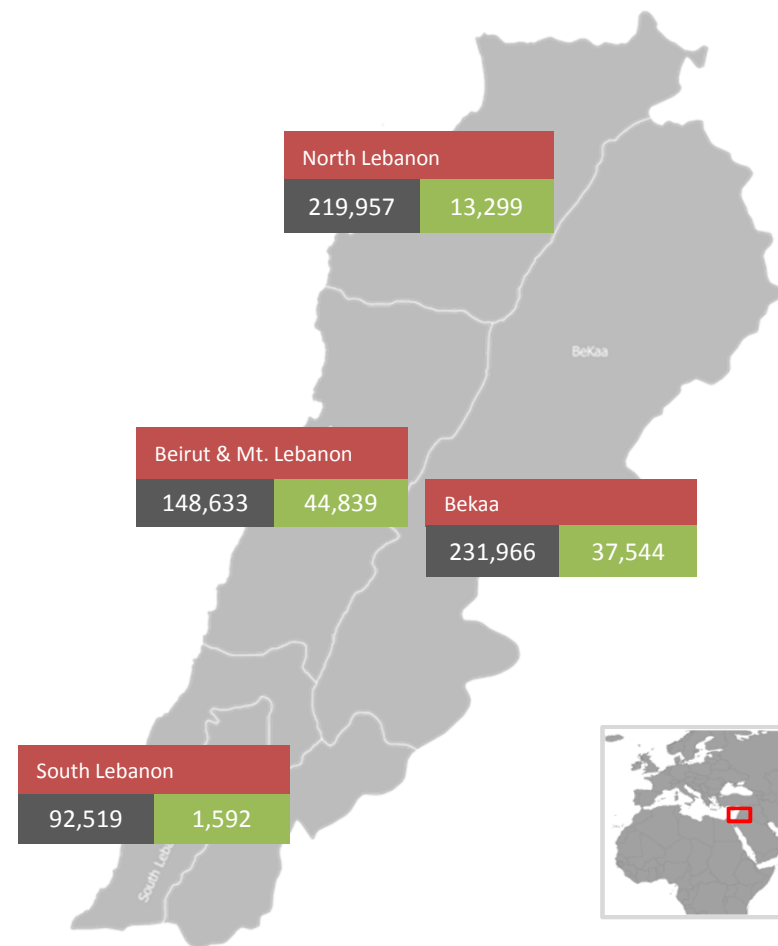 North Lebanon
219,957 13,299
BeKaa
Beirut & Mt. Lebanon
148,633 44,839
Bekaa
231,966 37,544
South Lebanon
92,519 1,592
South